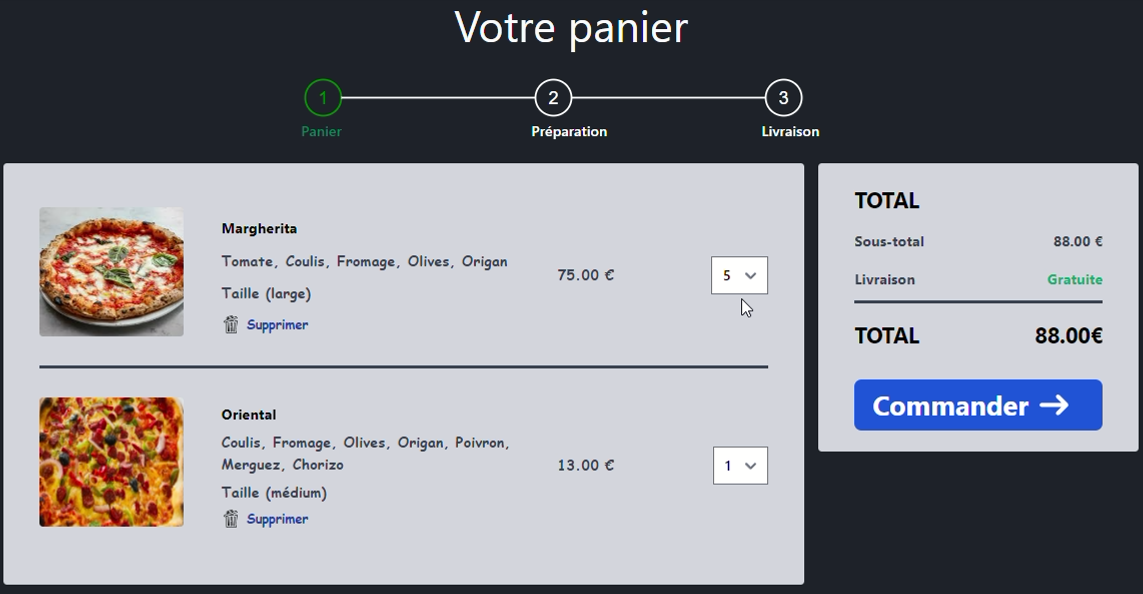 Votre panier
1
2
3
Panier
Préparation
Livraison
Margherita
Tomate, Coulis, Fromage, Olives, Origan
Taille (large)
Supprimer
75.00 €
5
Oriental
Coulis, Fromage, Olives, Origan, Poivron,
Merguez, Chorizo
Taille (médium)
Supprimer
13.00 €
1
TOTAL
Sous-total 88.00 €
Livraison Gratuite
TOTAL 88.00€
Commander